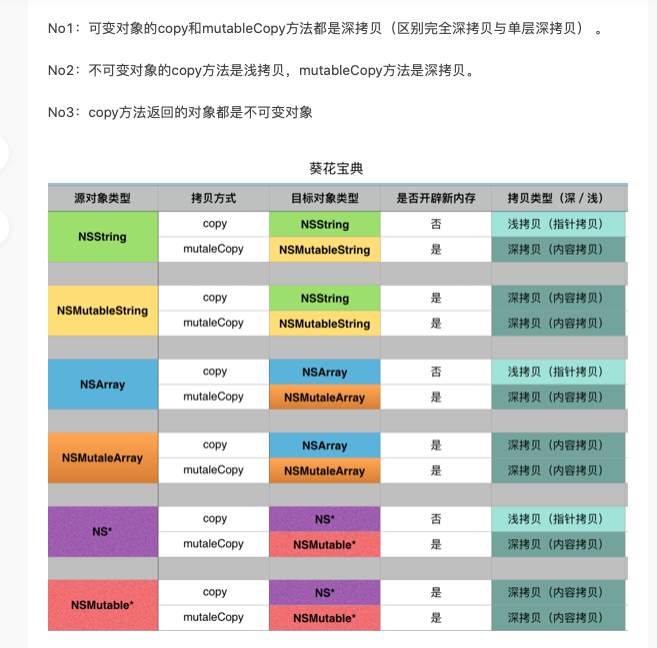 No1：可变对象的copy和mutableCopy方法都是深拷贝（区别完全深拷贝与单层深拷贝） 。
No2：不可变对象的copy方法是浅拷贝，mutableCopy方法是深拷贝。
No3：copy方法返回的对象都是不可变对象
葵花宝典
源对象类型 拷贝方式 目标对象类型 是否开辟新内存 拷贝类型（深 / 浅）
NSString
copy NSString 否 浅拷贝（指针拷贝）
mutaleCopy NSMutableString 是 深拷贝（内容拷贝）
NSMutableString
copy NSString 是 深拷贝（内容拷贝）
mutaleCopy NSMutableString 是 深拷贝（内容拷贝）
NSArray
copy NSArray 否 浅拷贝（指针拷贝）
mutaleCopy NSMutaleArray 是 深拷贝（内容拷贝）
NSMutaleArray
copy NSArray 是 深拷贝（内容拷贝）
mutaleCopy NSMutaleArray 是 深拷贝（内容拷贝）
NS*
copy NS* 否 浅拷贝（指针拷贝）
mutaleCopy NSMutable* 是 深拷贝（内容拷贝）
NSMutable*
copy NS* 是 深拷贝（内容拷贝）
mutaleCopy NSMutable* 是 深拷贝（内容拷贝）